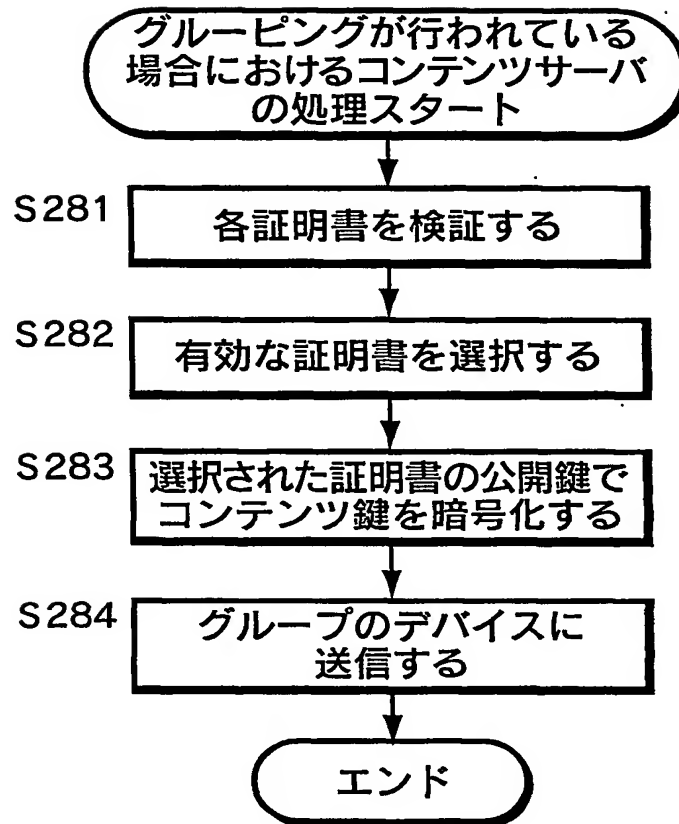 グルーピングが行われている
場合におけるコンテンツサーバ
の処理スタート
S281
各証明書を検証する
S282
有効な証明書を選択する
S283
選択された証明書の公開鍵で
コンテンツ鍵を暗号化する
S284
グループのデバイスに
送信する
エンド